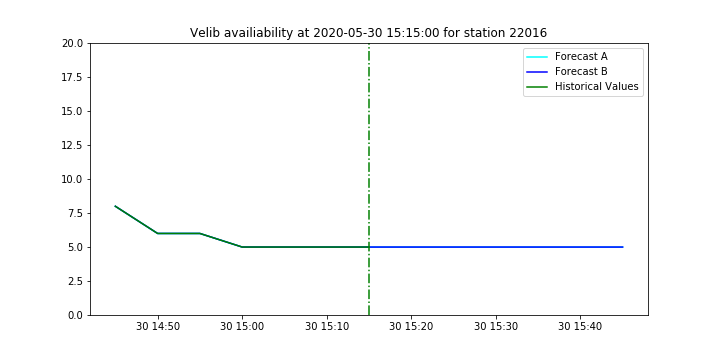 Velib availiability at 2020-05-30 15:15:00 for station 22016
20.0
17.5
15.0
12.5
10.0
7.5
5.0
2.5
0.0
Forecast A
Forecast B
Historical Values
30 14:50 30 15:00 30 15:10 30 15:20 30 15:30 30 15:40